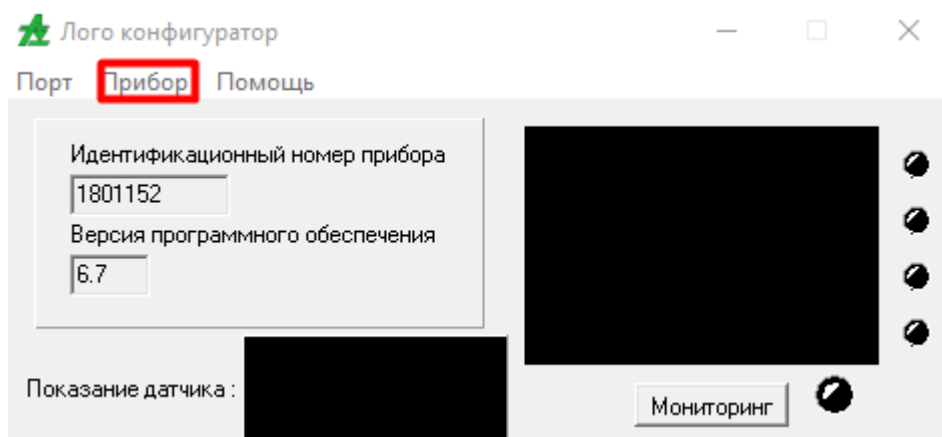 Лого конфигуратор
Порт Прибор Помощь
Идентификационный номер прибора
1801152
Версия программного обеспечения
6.7
Показание датчика :
Мониторинг